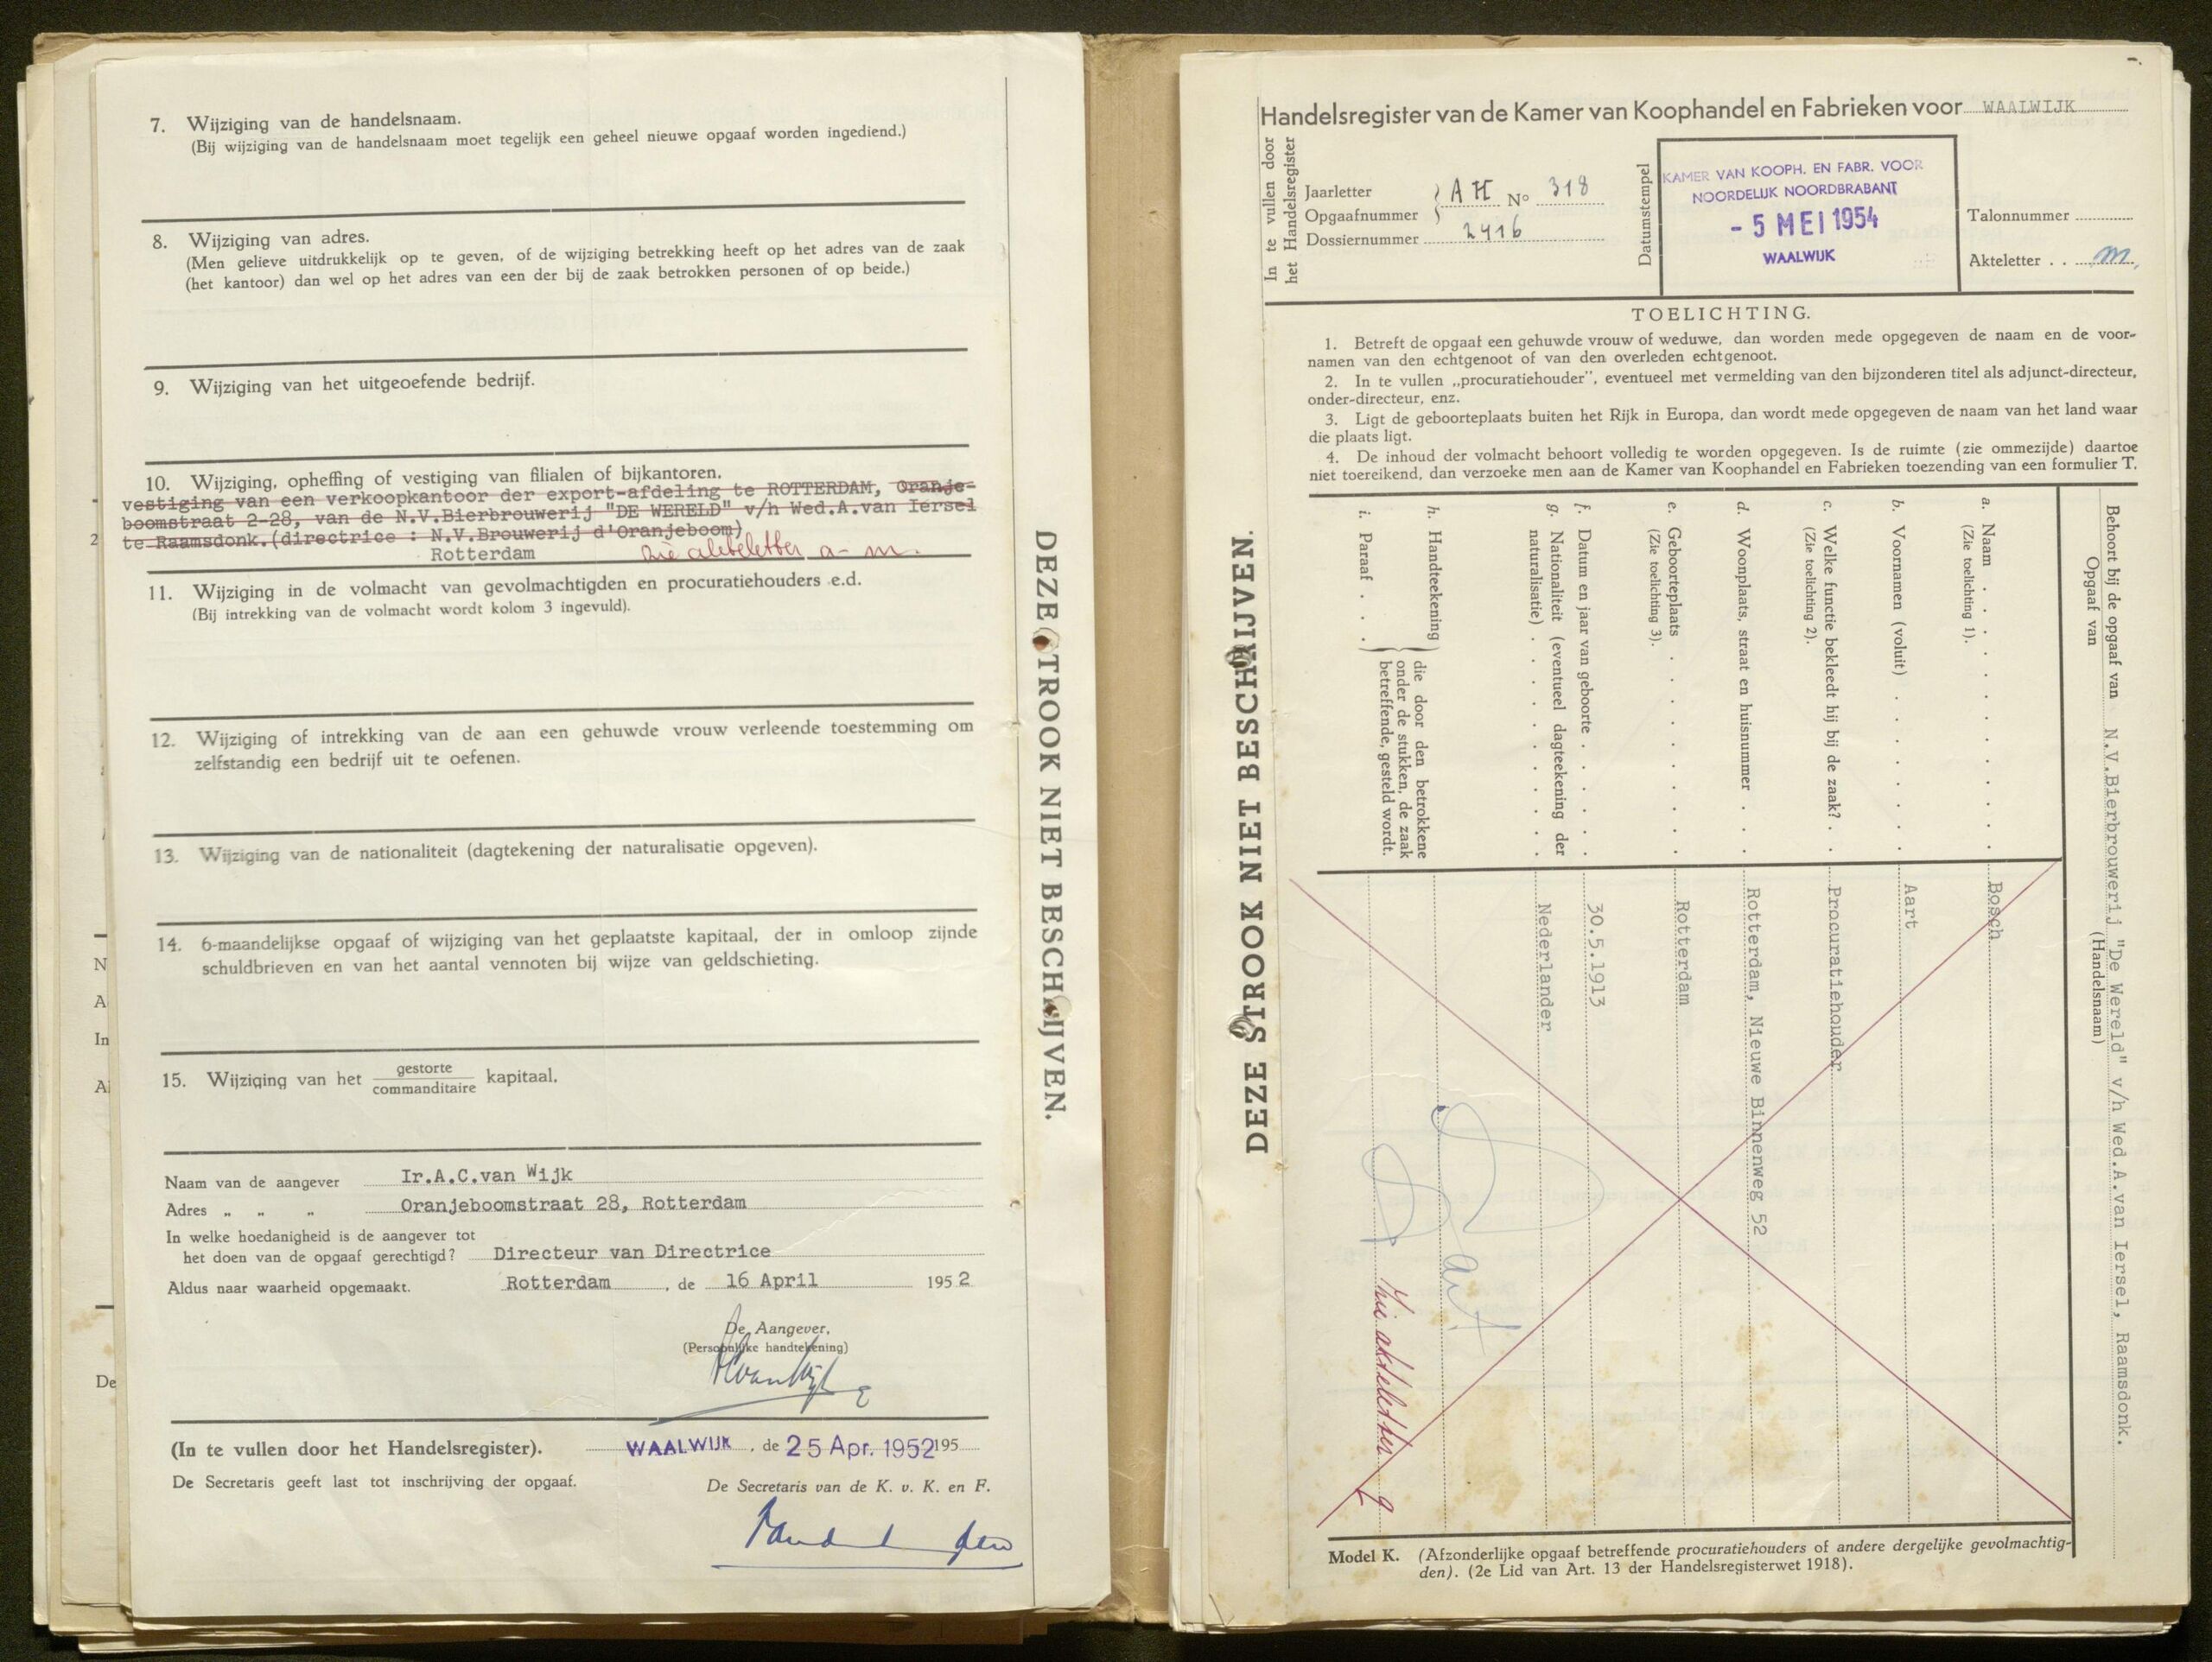 7. Wijziging van de handelsnaam.
(Bij wijziging van de handelsnaam moet tegelijk een geheel nieuwe opgaaf worden ingediend.)
8. Wijziging van adres.
(Men gelieve uitdrukkelijk op te geven, of de wijziging betrekking heeft op het adres van de zaak
(het kantoor) dan wel op het adres van een der bij de zaak betrokken personen of op beide.)
9. Wijziging van het uitgeoefende bedrijf.
10. Wijziging, opheffing of vestiging van filialen of bijkantoren.
vestiging van een verkoopkantoor der export-afdeling te ROTTERDAM, Oranje-
boomstraat 2-28, van de N.V.Bierbrouwerij "DE WERELD" v/h Wed.A.van Iersel
te Raamsdonk.(directrice : N.V.Brouwerij d'Oranjeboom)
Rotterdam zie akteletter a- m.
11. Wijziging in de volmacht van gevolmachtigden en procuratiehouders e.d.
(Bij intrekking van de volmacht wordt kolom 3 ingevuld).
12. Wijziging of intrekking van de aan een gehuwde vrouw verleende toestemming om
zelfstandig een bedrijf uit te oefenen.
13. Wijziging van de nationaliteit (dagtekening der naturalisatie opgeven).
14. 6-maandelijkse opgaaf of wijziging van het geplaatste kapitaal, der in omloop zijnde
schuldbrieven en van het aantal vennoten bij wijze van geldschieting.
15. Wijziging van het gestorte
commanditaire kapitaal.
Naam van de aangever Ir.A.C.van Wijk
Adres „ „ „ Oranjeboomstraat 28, Rotterdam
In welke hoedanigheid is de aangever tot
het doen van de opgaaf gerechtigd? Directeur van Directrice
Aldus naar waarheid opgemaakt. Rotterdam, de 16 April 1952
De Aangever,
(Persoonlijke handtekening)
(In te vullen door het Handelsregister). WAALWIJK, de 25 Apr. 1952 195
De Secretaris geeft last tot inschrijving der opgaaf. De Secretaris van de K. v. K. en F.
DEZE STROOK NIET BESCHRIJVEN.
DEZE STROOK NIET BESCHRIJVEN.
Handelsregister van de Kamer van Koophandel en Fabrieken voor WAALWIJK
In te vullen door
het Handelsregister
Jaarletter
Opgaafnummer } A H No 318
Dossiernummer 2416
Datumstempel
KAMER VAN KOOPH. EN FABR. VOOR
NOORDELIJK NOORDBRABANT
- 5 MEI 1954
WAALWIJK
Talonnummer
Akteletter . . m.
TOELICHTING.
1. Betreft de opgaaf een gehuwde vrouw of weduwe, dan worden mede opgegeven de naam en de voor-
namen van den echtgenoot of van den overleden echtgenoot.
2. In te vullen „procuratiehouder", eventueel met vermelding van den bijzonderen titel als adjunct-directeur,
onder-directeur, enz.
3. Ligt de geboorteplaats buiten het Rijk in Europa, dan wordt mede opgegeven de naam van het land waar
die plaats ligt.
4. De inhoud der volmacht behoort volledig te worden opgegeven. Is de ruimte (zie ommezijde) daartoe
niet toereikend, dan verzoeke men aan de Kamer van Koophandel en Fabrieken toezending van een formulier T.
Behoort bij de opgaaf van N.V.Bierbrouwerij "De Wereld" v/h Wed.A.van Iersel, Raamsdonk.
Opgaaf van (Handelsnaam)
a. Naam . . . Bosch
(Zie toelichting 1).
b. Voornamen (voluit) . . . Aart
c. Welke functie bekleedt hij bij de zaak? . . Procuratiehouder
(Zie toelichting 2).
d. Woonplaats, straat en huisnummer . . Rotterdam, Nieuwe Binnenweg 52
e. Geboorteplaats . . . Rotterdam
(Zie toelichting 3).
f. Datum en jaar van geboorte . . . 30.5.1913
g. Nationaliteit (eventueel dagteekening der
naturalisatie) . . . Nederlander
h. Handteekening
i. Paraaf . . .
die door den betrokkene
onder de stukken, de zaak
betreffende, gesteld wordt.
zie akteletter q
Model K. (Afzonderlijke opgaaf betreffende procuratiehouders of andere dergelijke gevolmachtig-
den). (2e Lid van Art. 13 der Handelsregisterwet 1918).